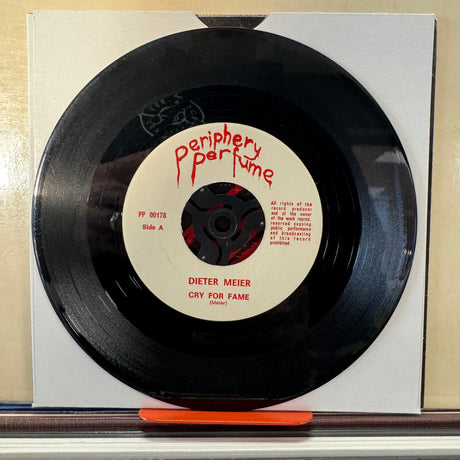 Periphery
Perfume
PP 00178
Side A
All rights of the
record producer
and of the owner
of the work reprod.
reserved copying
public performance
and broadcasting
of this record
prohibited.
DIETER MEIER
CRY FOR FAME
(Meier)